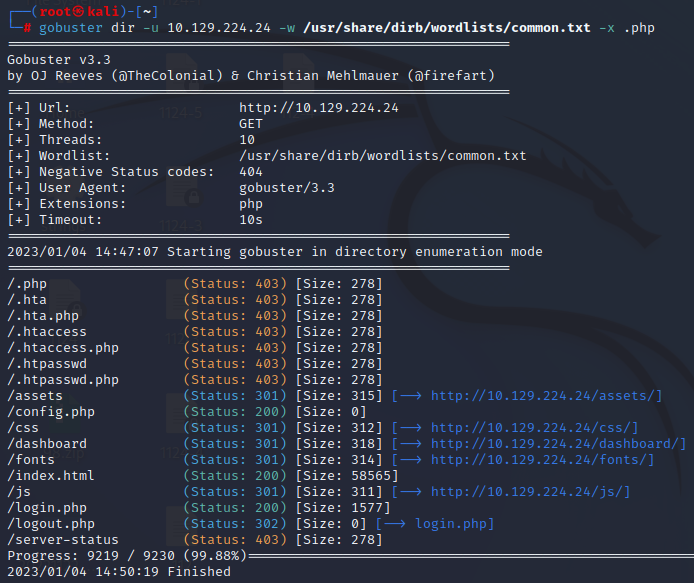 ┌──(root㉿kali)-[~]
└─# gobuster dir -u 10.129.224.24 -w /usr/share/dirb/wordlists/common.txt -x .php
===============================================================
Gobuster v3.3
by OJ Reeves (@TheColonial) & Christian Mehlmauer (@firefart)
===============================================================
[+] Url:                     http://10.129.224.24
[+] Method:                  GET
[+] Threads:                 10
[+] Wordlist:                /usr/share/dirb/wordlists/common.txt
[+] Negative Status codes:   404
[+] User Agent:              gobuster/3.3
[+] Extensions:              php
[+] Timeout:                 10s
===============================================================
2023/01/04 14:47:07 Starting gobuster in directory enumeration mode
===============================================================
/.php                 (Status: 403) [Size: 278]
/.hta                 (Status: 403) [Size: 278]
/.hta.php             (Status: 403) [Size: 278]
/.htaccess            (Status: 403) [Size: 278]
/.htaccess.php        (Status: 403) [Size: 278]
/.htpasswd            (Status: 403) [Size: 278]
/.htpasswd.php        (Status: 403) [Size: 278]
/assets               (Status: 301) [Size: 315] [--> http://10.129.224.24/assets/]
/config.php           (Status: 200) [Size: 0]
/css                  (Status: 301) [Size: 312] [--> http://10.129.224.24/css/]
/dashboard            (Status: 301) [Size: 318] [--> http://10.129.224.24/dashboard/]
/fonts                (Status: 301) [Size: 314] [--> http://10.129.224.24/fonts/]
/index.html           (Status: 200) [Size: 58565]
/js                   (Status: 301) [Size: 311] [--> http://10.129.224.24/js/]
/login.php            (Status: 200) [Size: 1577]
/logout.php           (Status: 302) [Size: 0] [--> login.php]
/server-status        (Status: 403) [Size: 278]
Progress: 9219 / 9230 (99.88%)===============================================================
2023/01/04 14:50:19 Finished